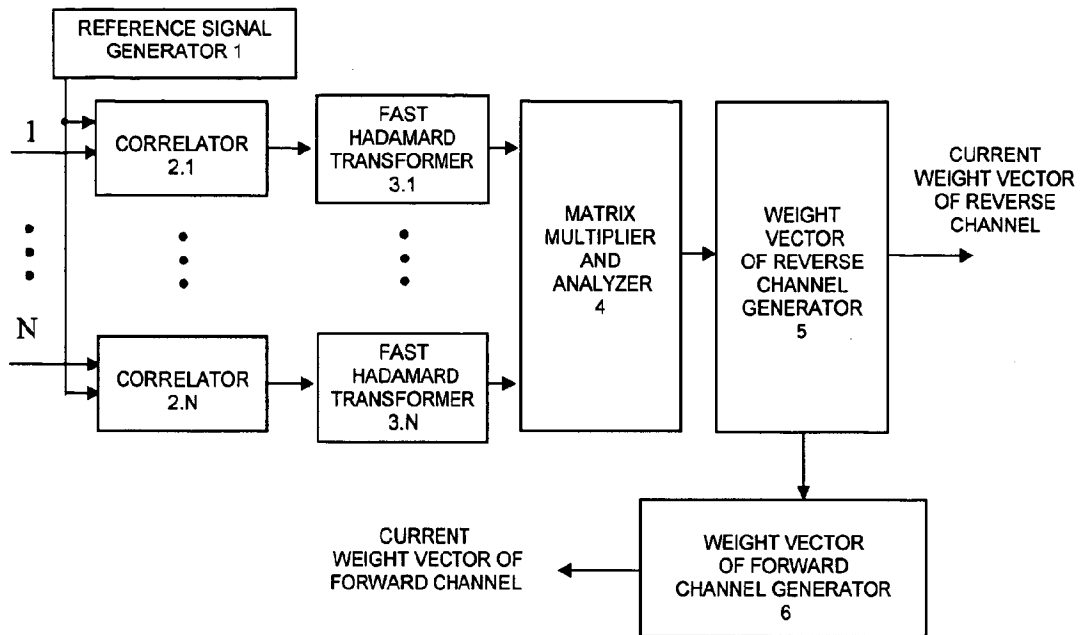 REFERENCE SIGNAL
GENERATOR 1
1
CORRELATOR
2.1
FAST
HADAMARD
TRANSFORMER
3.1
MATRIX
MULTIPLIER
AND
ANALYZER
4
WEIGHT
VECTOR
OF REVERSE
CHANNEL
GENERATOR
5
CURRENT
WEIGHT VECTOR
OF REVERSE
CHANNEL
N
CORRELATOR
2.N
FAST
HADAMARD
TRANSFORMER
3.N
CURRENT
WEIGHT VECTOR OF
FORWARD CHANNEL
WEIGHT VECTOR
OF FORWARD
CHANNEL GENERATOR
6